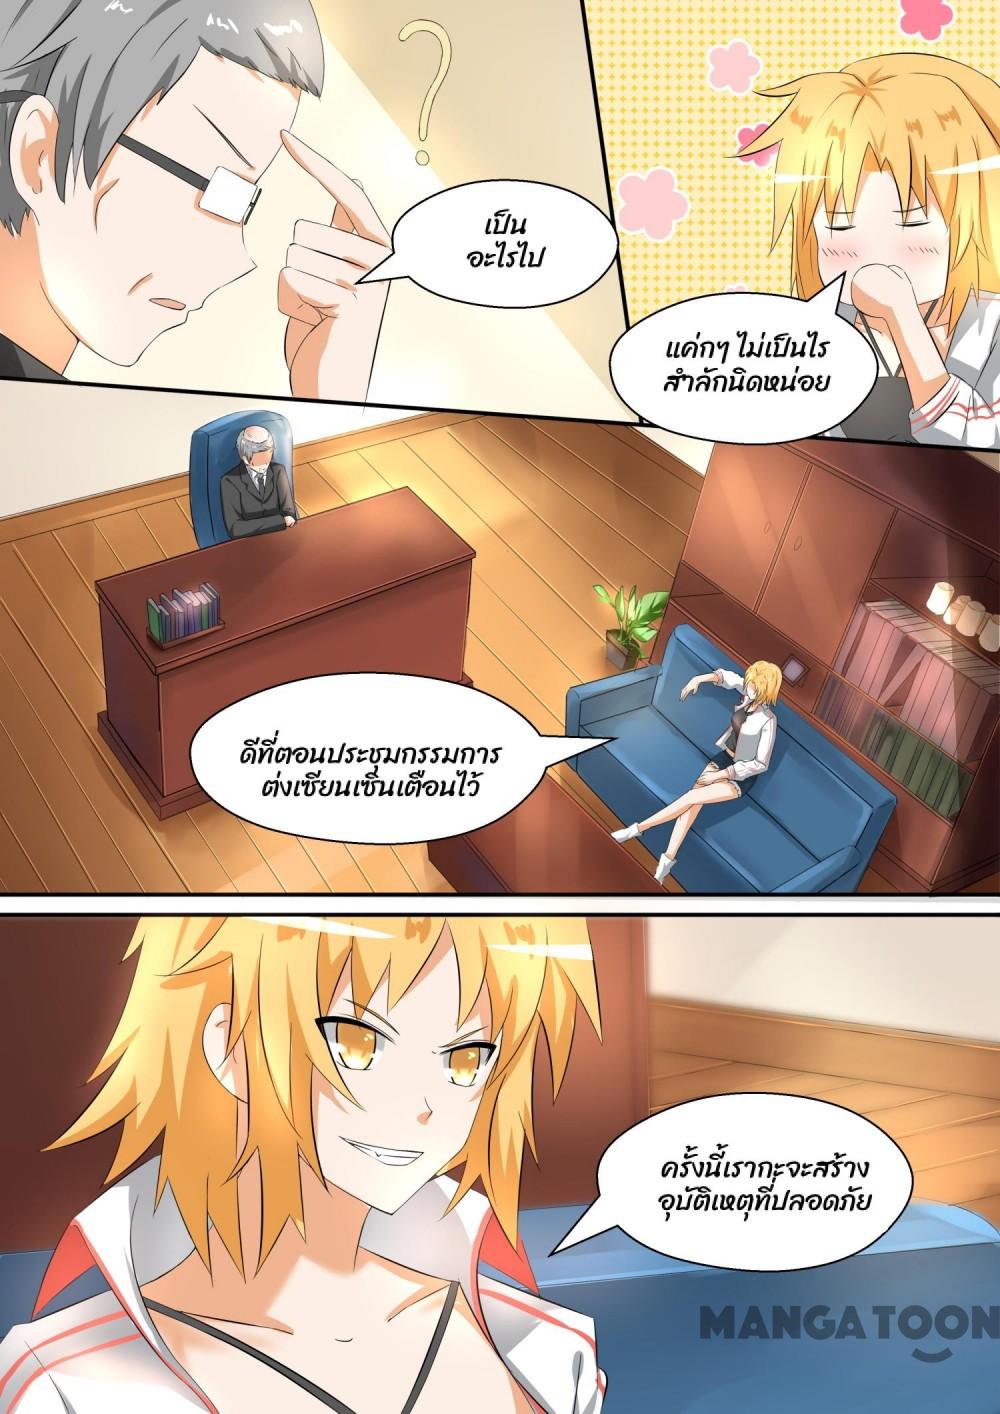 ?
เป็น
อะไรไป
แค่กๆ ไม่เป็นไร
สำลักนิดหน่อย
ดีที่ตอนประชุมกรรมการ
ต่งเซียนเซินเตือนไว้
ครั้งนี้เรากะจะสร้าง
อุบัติเหตุที่ปลอดภัย
MANGA TOON
MANGA TOON